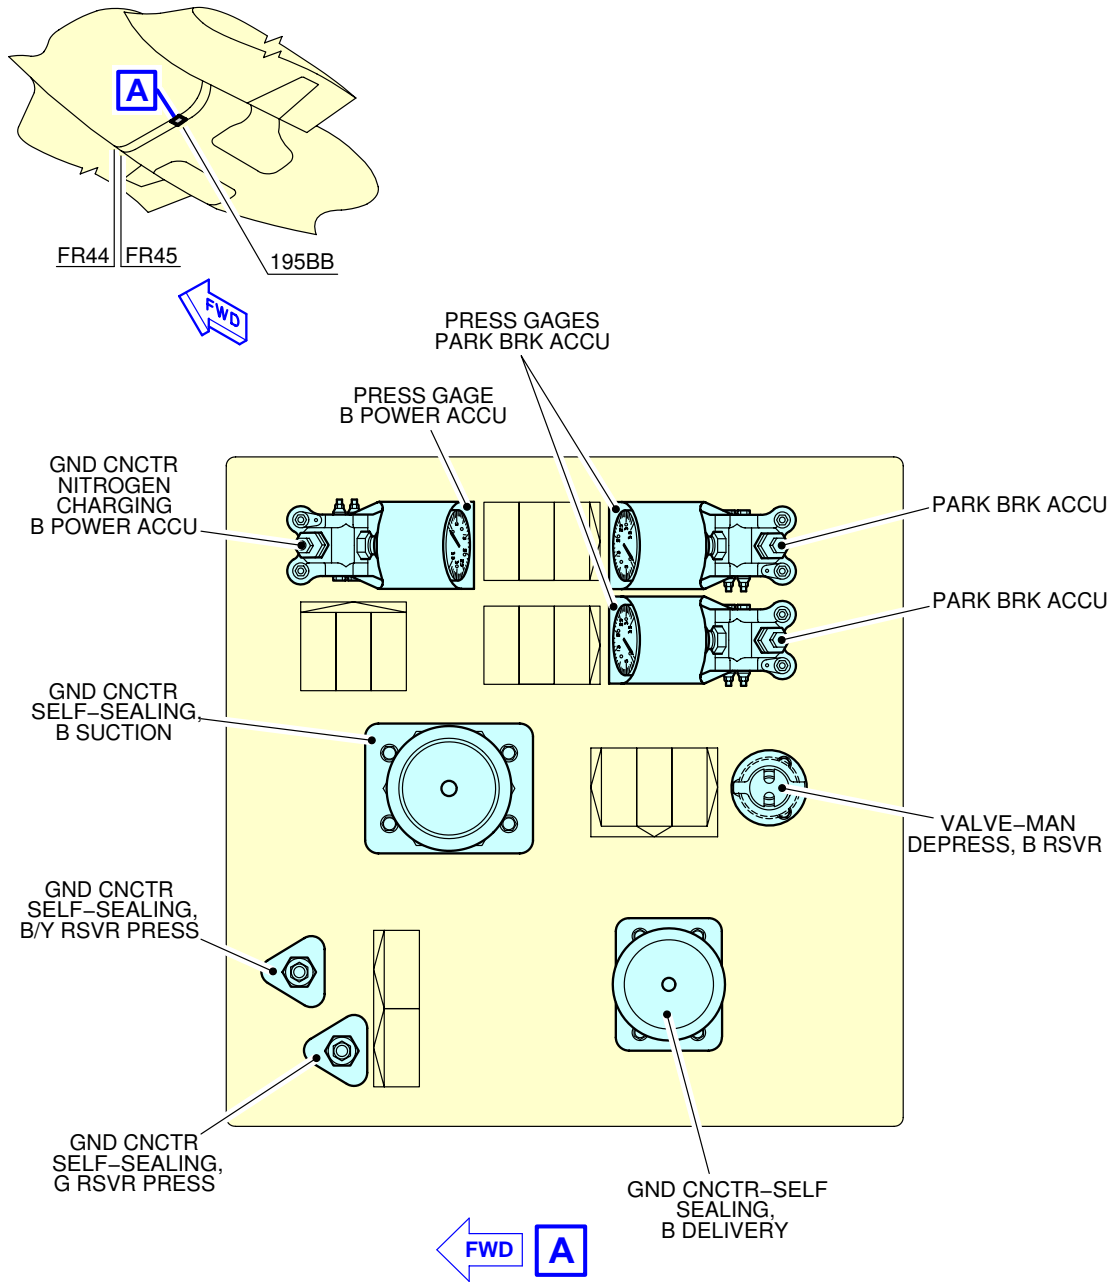 A
FR44
FR45
195BB
FWD
PRESS GAGES
PARK BRK ACCU
PRESS GAGE
B POWER ACCU
GND CNCTR
NITROGEN
CHARGING
B POWER ACCU
PARK BRK ACCU
PARK BRK ACCU
GND CNCTR
SELF−SEALING,
B SUCTION
VALVE−MAN
DEPRESS, B RSVR
GND CNCTR
SELF−SEALING,
B/Y RSVR PRESS
GND CNCTR
SELF−SEALING,
G RSVR PRESS
GND CNCTR−SELF
SEALING,
B DELIVERY
FWD
A